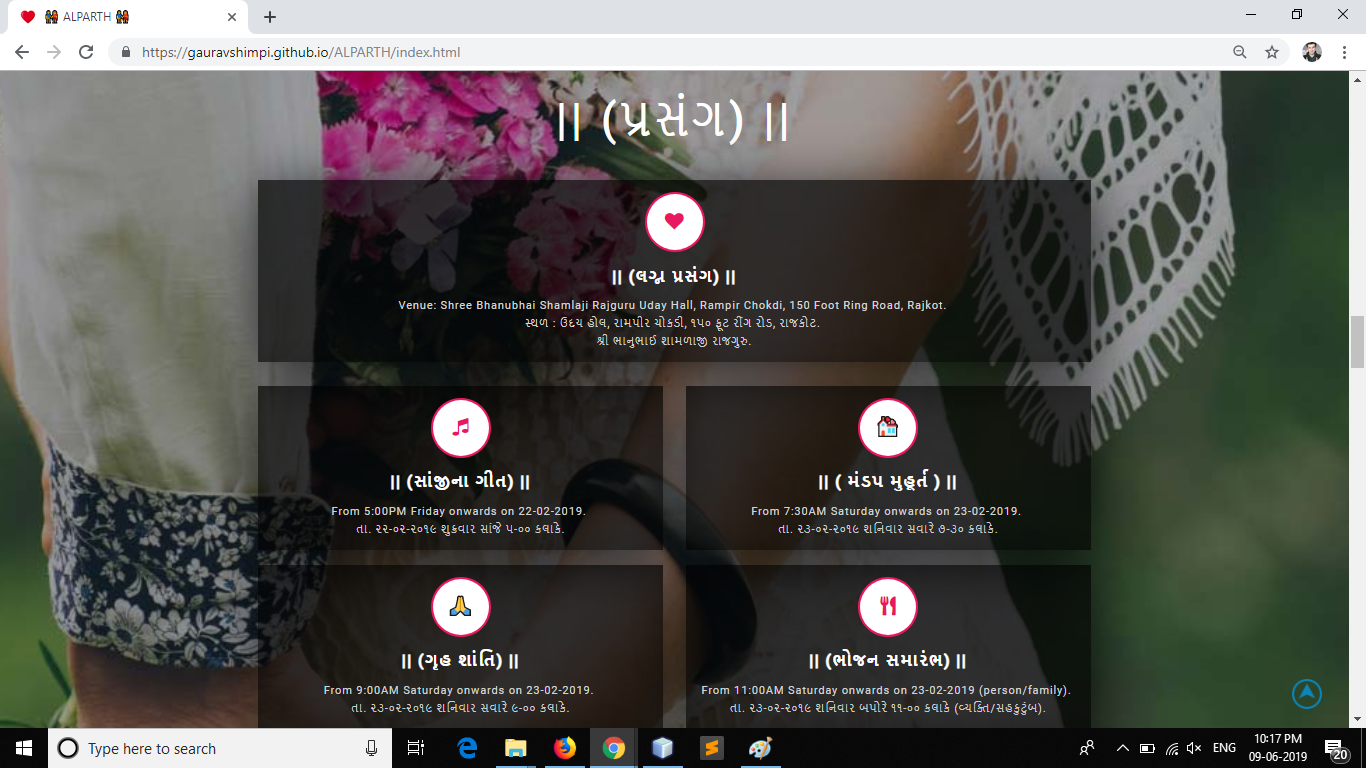 ALPARTH
https://gauravshimpi.github.io/ALPARTH/index.html
|| (પ્રસંગ) ||
|| (લગ્ન પ્રસંગ) ||
Venue: Shree Bhanubhai Shamlaji Rajguru Uday Hall, Rampir Chokdi, 150 Foot Ring Road, Rajkot.
સ્થળ : ઉદય હોલ, રામપીર ચોકડી, ૧૫૦ ફૂટ રીંગ રોડ, રાજકોટ.
શ્રી ભાનુભાઈ શામળાજી રાજગુરુ.
|| (સાંજીના ગીત) ||
From 5:00PM Friday onwards on 22-02-2019.
તા. ૨૨-૦૨-૨૦૧૯ શુક્રવાર સાંજે ૫-૦૦ કલાકે.
|| ( મંડપ મુહૂર્ત ) ||
From 7:30AM Saturday onwards on 23-02-2019.
તા. ૨૩-૦૨-૨૦૧૯ શનિવાર સવારે ૭-૩૦ કલાકે.
|| (ગૃહ શાંતિ) ||
From 9:00AM Saturday onwards on 23-02-2019.
તા. ૨૩-૦૨-૨૦૧૯ શનિવાર સવારે ૯-૦૦ કલાકે.
|| (ભોજન સમારંભ) ||
From 11:00AM Saturday onwards on 23-02-2019 (person/family).
તા. ૨૩-૦૨-૨૦૧૯ શનિવાર બપોરે ૧૧-૦૦ કલાકે (વ્યક્તિ/સહકુટુંબ).
Type here to search
ENG
10:17 PM
09-06-2019
20